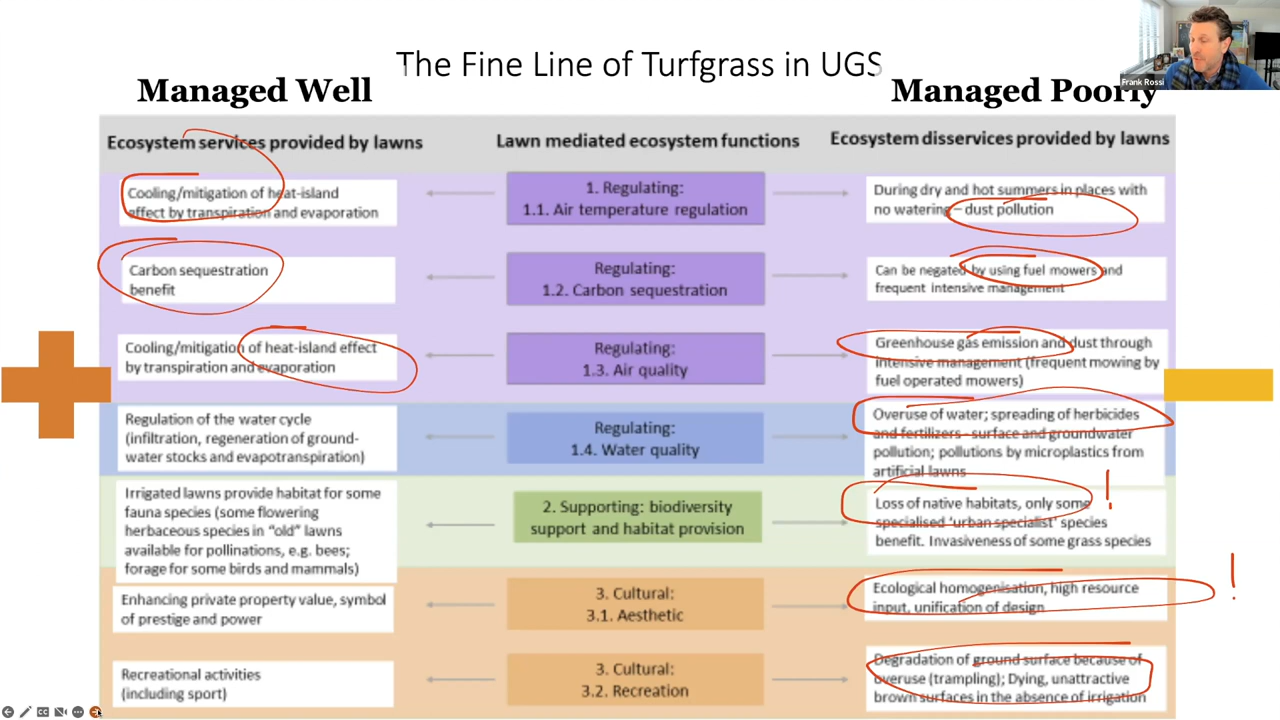 The Fine Line of Turfgrass in UGS
Managed Well
Managed Poorly
Frank Rossi
Ecosystem services provided by lawns
Lawn mediated ecosystem functions
Ecosystem disservices provided by lawns
Cooling/mitigation of heat-island
effect by transpiration and evaporation
1. Regulating:
1.1. Air temperature regulation
During dry and hot summers in places with
no watering – dust pollution
Carbon sequestration
benefit
Regulating:
1.2. Carbon sequestration
Can be negated by using fuel mowers and
frequent intensive management
Cooling/mitigation of heat-island effect
by transpiration and evaporation
Regulating:
1.3. Air quality
Greenhouse gas emission and dust through
intensive management (frequent mowing by
fuel operated mowers)
Regulation of the water cycle
(infiltration, regeneration of ground-
water stocks and evapotranspiration)
Regulating:
1.4. Water quality
Overuse of water; spreading of herbicides
and fertilizers - surface and groundwater
pollution; pollutions by microplastics from
artificial lawns
Irrigated lawns provide habitat for some
fauna species (some flowering
herbaceous species in “old” lawns
available for pollinations, e.g. bees;
forage for some birds and mammals)
2. Supporting: biodiversity
support and habitat provision
Loss of native habitats, only some
specialised ‘urban specialist’ species
benefit. Invasiveness of some grass species
!
Enhancing private property value, symbol
of prestige and power
3. Cultural:
3.1. Aesthetic
Ecological homogenisation, high resource
input, unification of design
!
Recreational activities
(including sport)
3. Cultural:
3.2. Recreation
Degradation of ground surface because of
overuse (trampling); Dying, unattractive
brown surfaces in the absence of irrigation